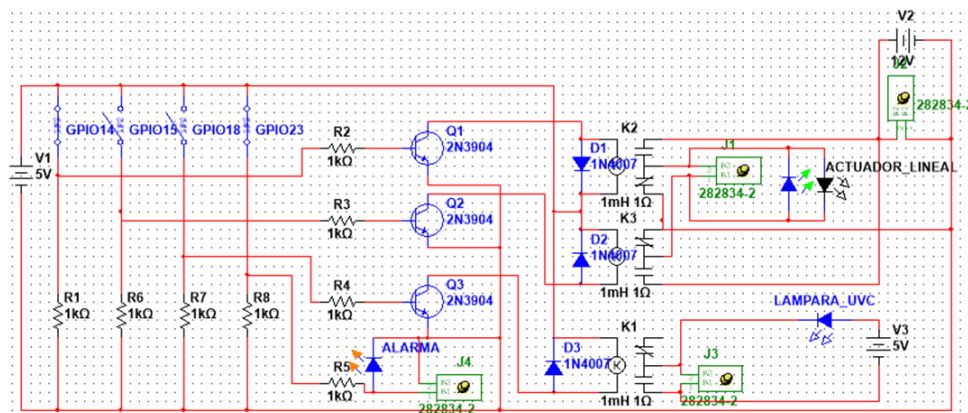 V2
12V
J2
282834-2
GPIO14
GPIO15
GPIO18
GPIO23
R2
1kΩ
Q1
2N3904
K2
D1
1N4007
J1
282834-2
ACTUADOR_LINEAL
V1
5V
1mH 1Ω
R3
1kΩ
Q2
2N3904
K3
D2
1N4007
1mH 1Ω
R1
1kΩ
R6
1kΩ
R7
1kΩ
R8
1kΩ
R4
1kΩ
Q3
2N3904
LAMPARA_UVC
K1
V3
5V
ALARMA
J4
282834-2
R5
1kΩ
D3
1N4007
K
J3
282834-2
1mH 1Ω